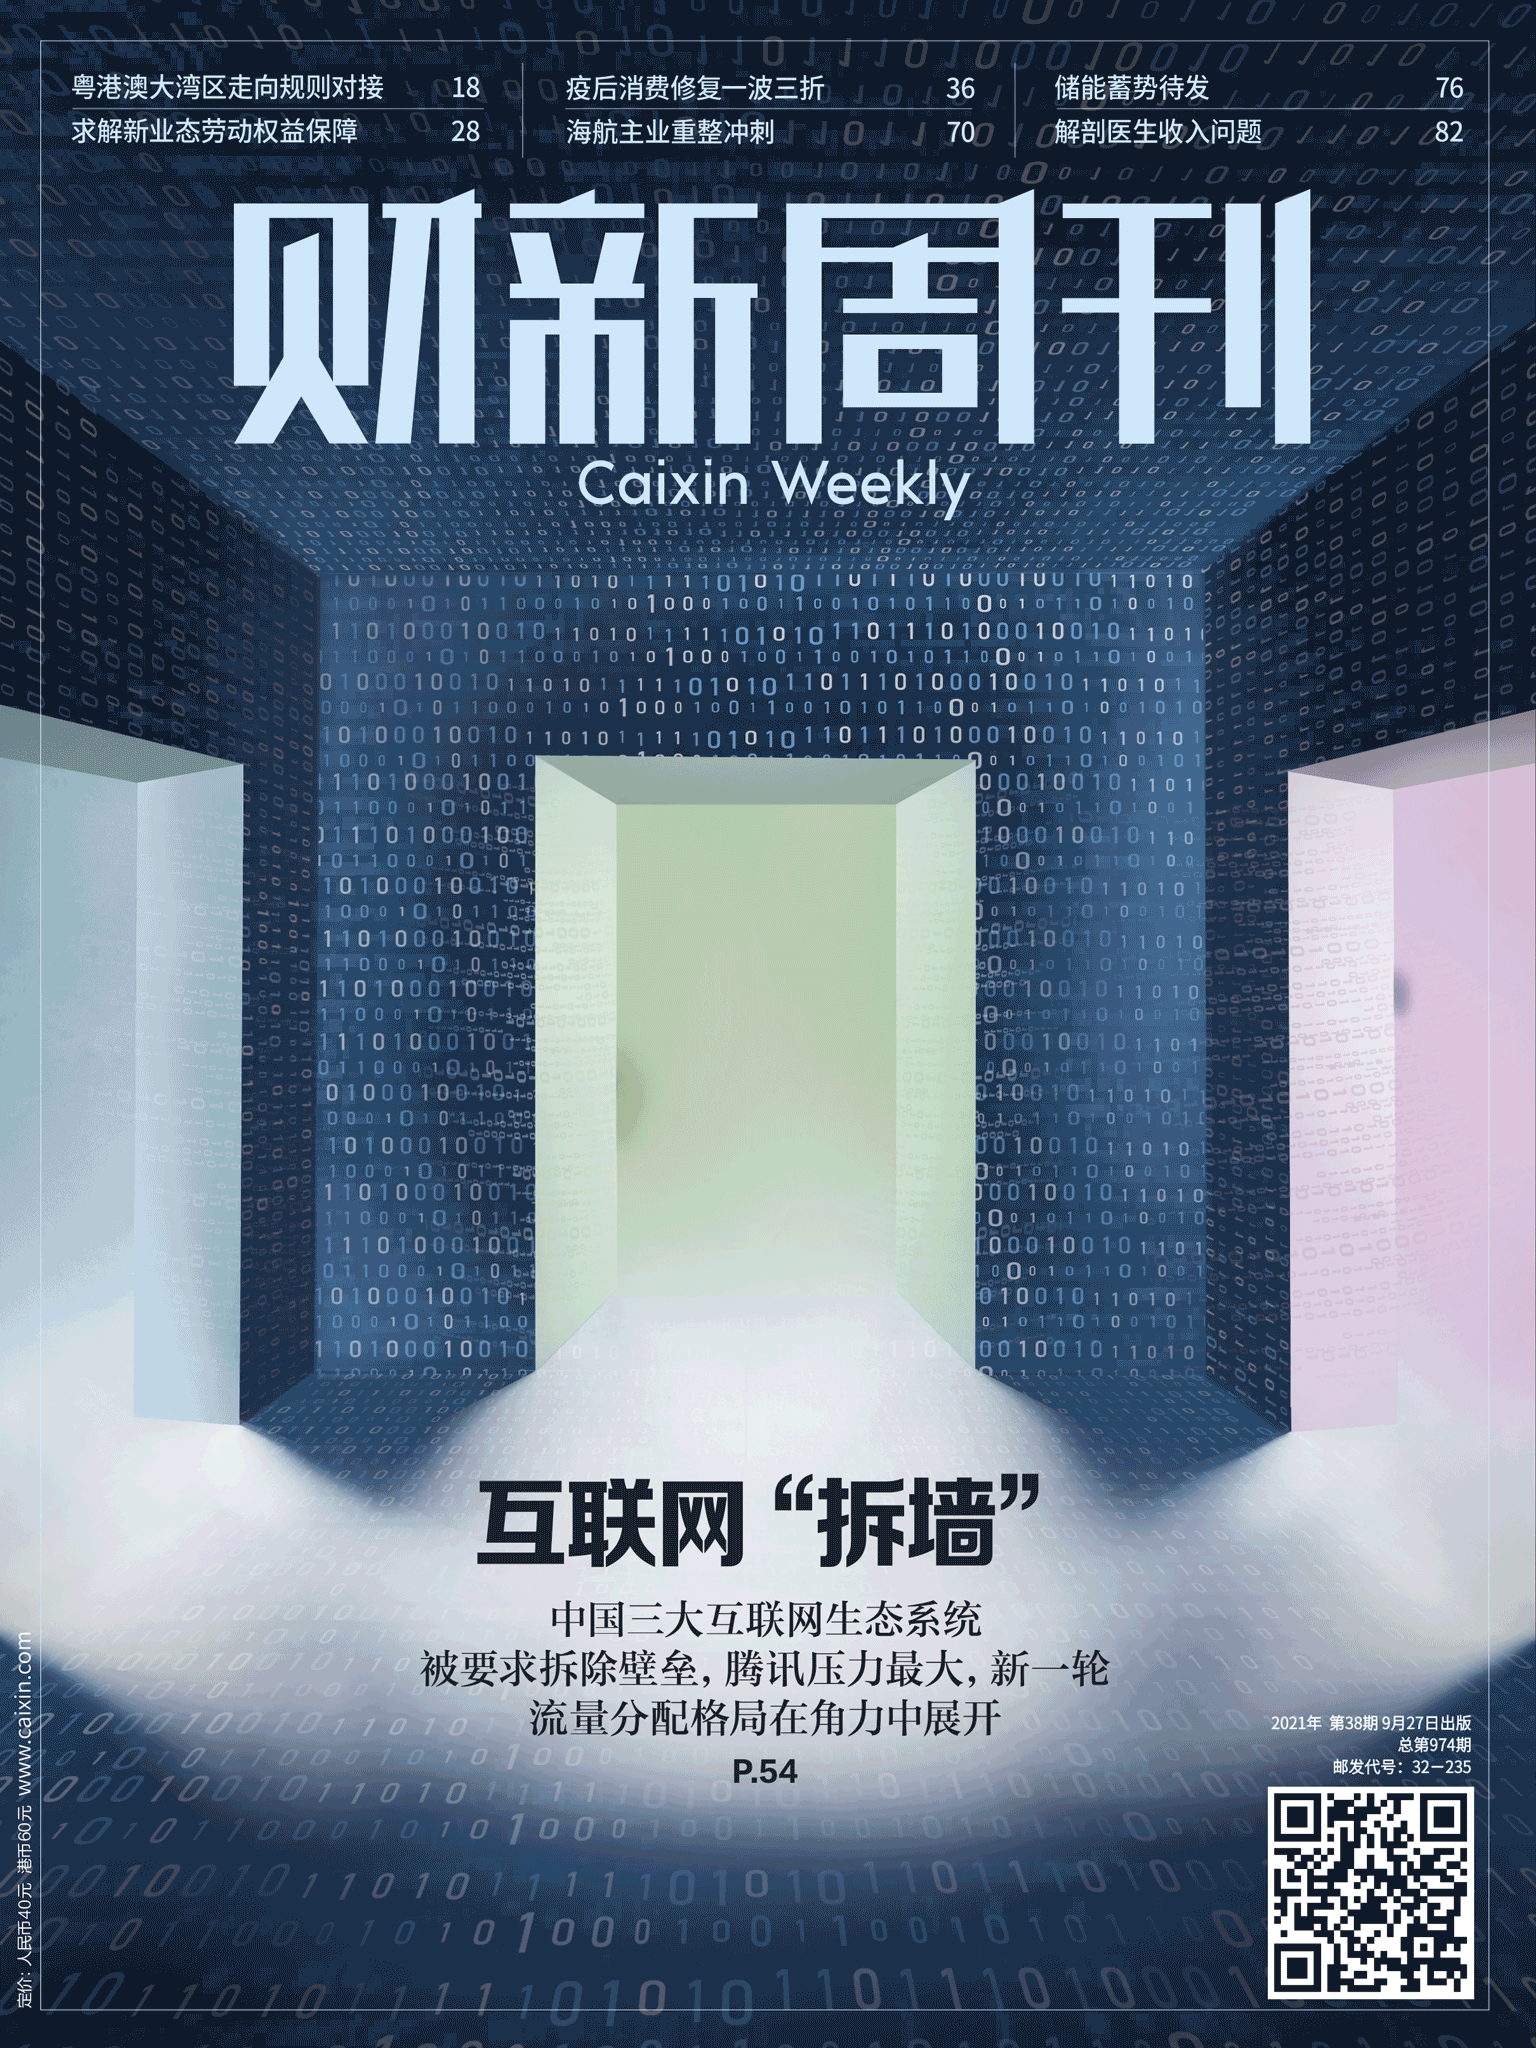 粤港澳大湾区走向规则对接 18
求解新业态劳动权益保障 28
疫后消费修复一波三折 36
海航主业重整冲刺 70
储能蓄势待发 76
解剖医生收入问题 82
财新周刊
Caixin Weekly
互联网“拆墙”
中国三大互联网生态系统
被要求拆除壁垒，腾讯压力最大，新一轮
流量分配格局在角力中展开
P.54
2021年 第38期 9月27日出版
总第974期
邮发代号：32—235
定价：人民币40元 港币60元 www.caixin.com